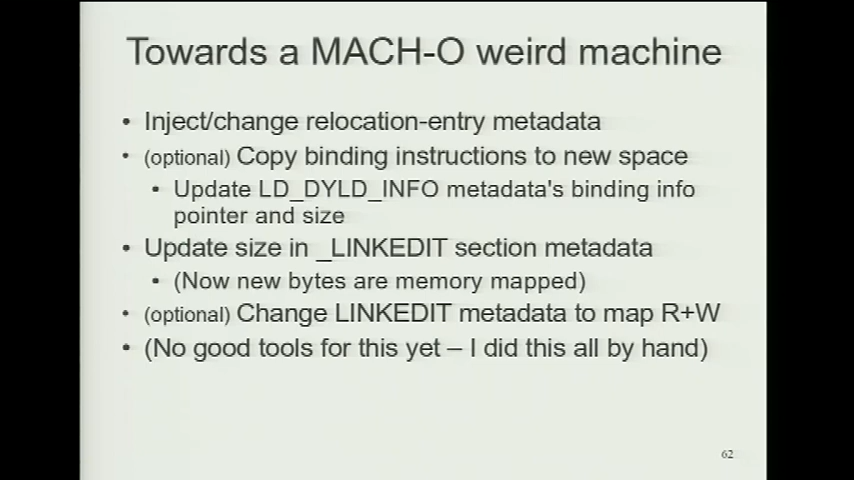 Towards a MACH-O weird machine
• Inject/change relocation-entry metadata
• (optional) Copy binding instructions to new space
• Update LD_DYLD_INFO metadata's binding info
pointer and size
• Update size in _LINKEDIT section metadata
• (Now new bytes are memory mapped)
• (optional) Change LINKEDIT metadata to map R+W
• (No good tools for this yet – I did this all by hand)
62